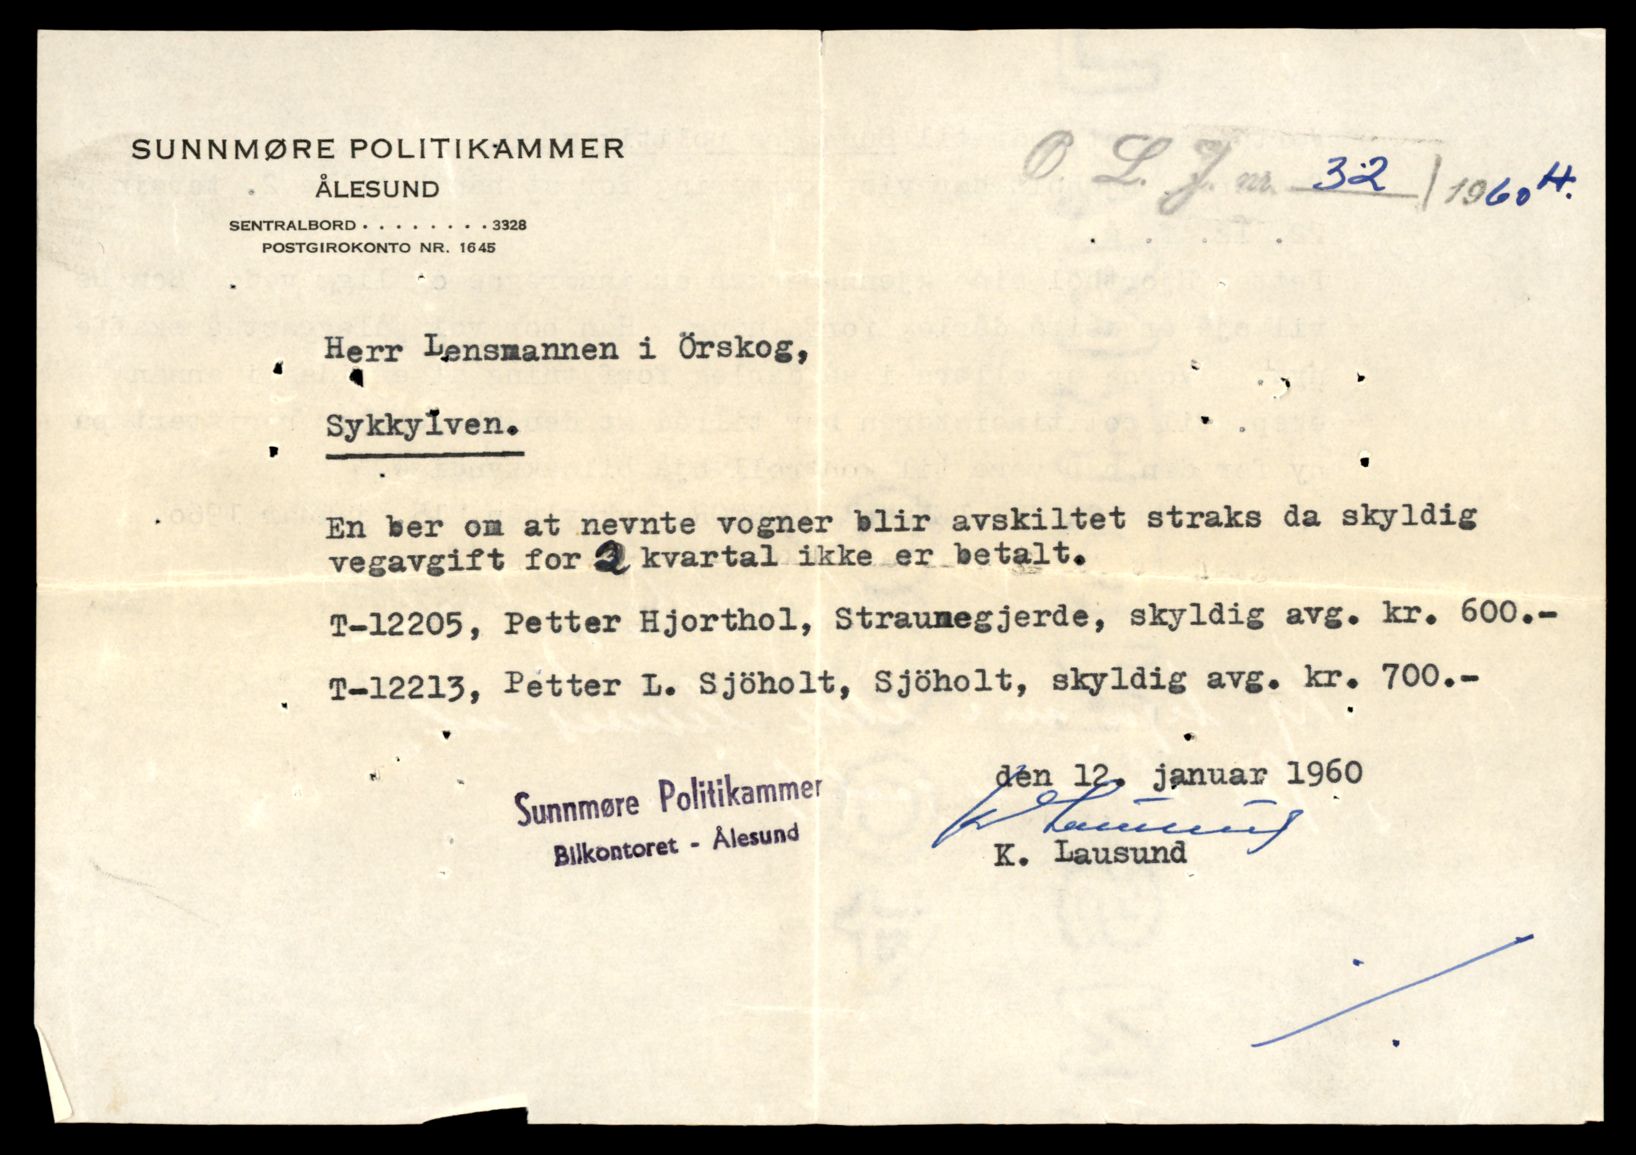 SUNNMØRE POLITIKAMMER
ÅLESUND
SENTRALBORD . . . . . . . . 3328
POSTGIROKONTO NR. 1645
Ö. L. J. nr. 32 / 1960 H.
Herr Lensmannen i Örskog,
Sykkylven.
En ber om at nevnte vogner blir avskiltet straks da skyldig
vegavgift for kvartal ikke er betalt.
T-12205, Petter Hjorthol, Straumegjerde, skyldig avg. kr. 600.-
T-12213, Petter L. Sjöholt, Sjöholt, skyldig avg. kr. 700.-
den 12. januar 1960
Sunnmøre Politikammer
Bilkontoret - Ålesund
K Lausund
K. Lausund